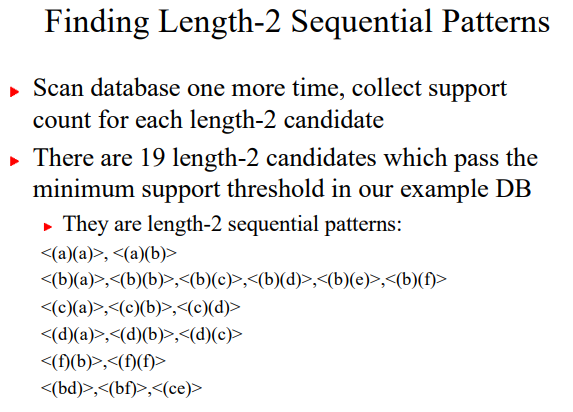 Finding Length-2 Sequential Patterns
Scan database one more time, collect support
count for each length-2 candidate
There are 19 length-2 candidates which pass the
minimum support threshold in our example DB
They are length-2 sequential patterns:
<(a)(a)>, <(a)(b)>
<(b)(a)>,<(b)(b)>,<(b)(c)>,<(b)(d)>,<(b)(e)>,<(b)(f)>
<(c)(a)>,<(c)(b)>,<(c)(d)>
<(d)(a)>,<(d)(b)>,<(d)(c)>
<(f)(b)>,<(f)(f)>
<(bd)>,<(bf)>,<(ce)>